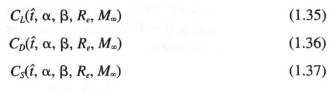 C_L(t̂, α, β, R_e, M_∞) (1.35)
C_D(t̂, α, β, R_e, M_∞) (1.36)
C_S(t̂, α, β, R_e, M_∞) (1.37)